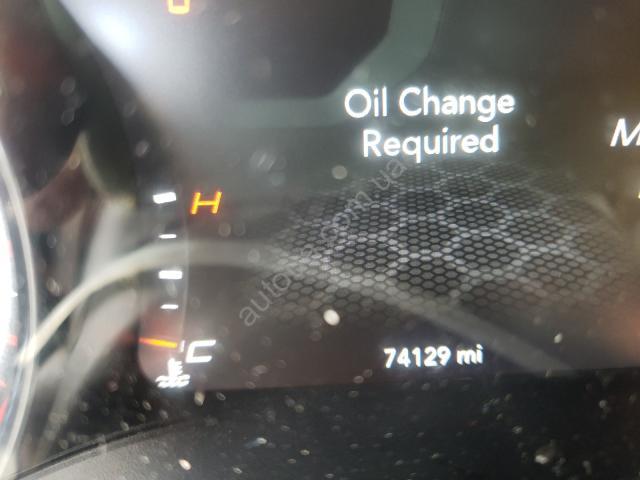 Oil Change
Required
M
H
C
74129 mi